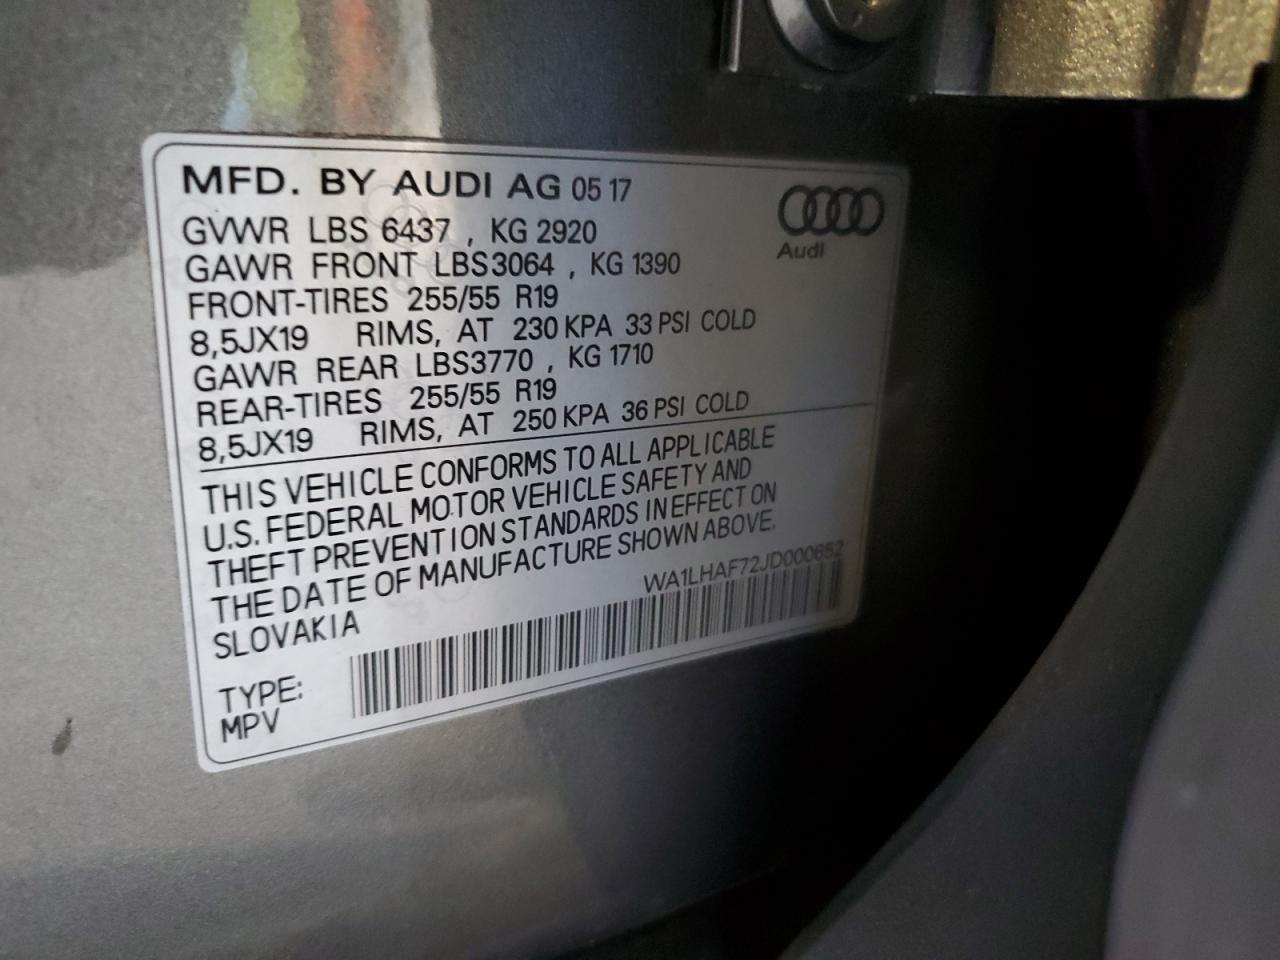 MFD. BY AUDI AG 05 17
GVWR LBS 6437 , KG 2920
GAWR FRONT LBS3064 , KG 1390
FRONT-TIRES 255/55 R19
8,5JX19 RIMS, AT 230 KPA 33 PSI COLD
GAWR REAR LBS3770 , KG 1710
REAR-TIRES 255/55 R19
8,5JX19 RIMS, AT 250 KPA 36 PSI COLD
Audi
THIS VEHICLE CONFORMS TO ALL APPLICABLE
U.S. FEDERAL MOTOR VEHICLE SAFETY AND
THEFT PREVENTION STANDARDS IN EFFECT ON
THE DATE OF MANUFACTURE SHOWN ABOVE.
SLOVAKIA
WA1LHAF72JD000652
TYPE:
MPV